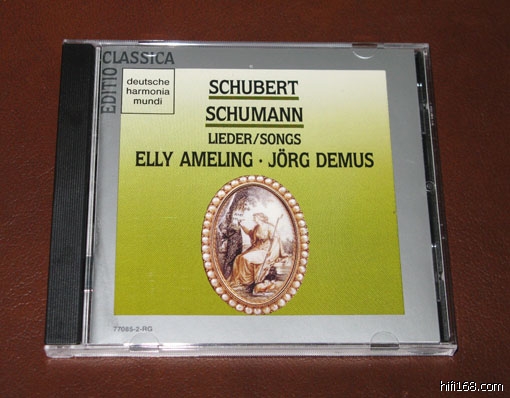 EDITIO CLASSICA
deutsche
harmonia
mundi
SCHUBERT
SCHUMANN
LIEDER/SONGS
ELLY AMELING · JÖRG DEMUS
77085-2-RG
hifi168.com